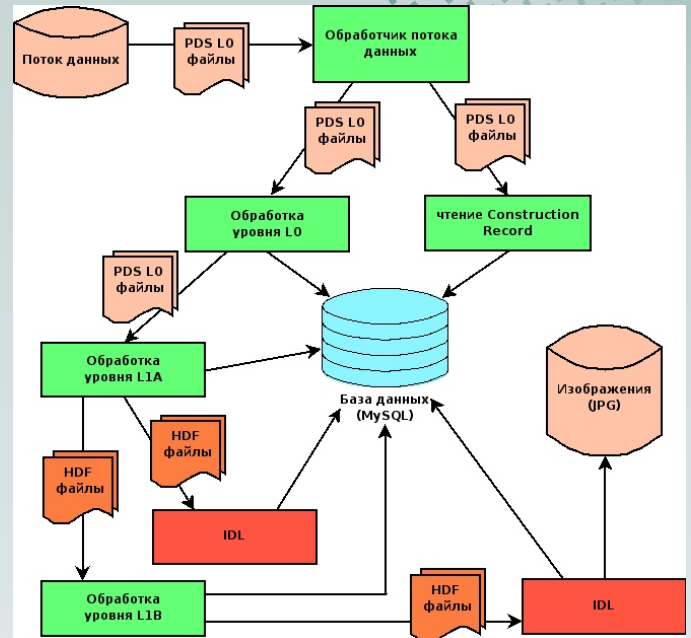 Поток данных
PDS L0
файлы
Обработчик потока
данных
PDS L0
файлы
PDS L0
файлы
Обработка
уровня L0
чтение Construction
Record
PDS L0
файлы
Обработка
уровня L1A
База данных
(MySQL)
Изображения
(JPG)
HDF
файлы
HDF
файлы
IDL
Обработка
уровня L1B
HDF
файлы
IDL